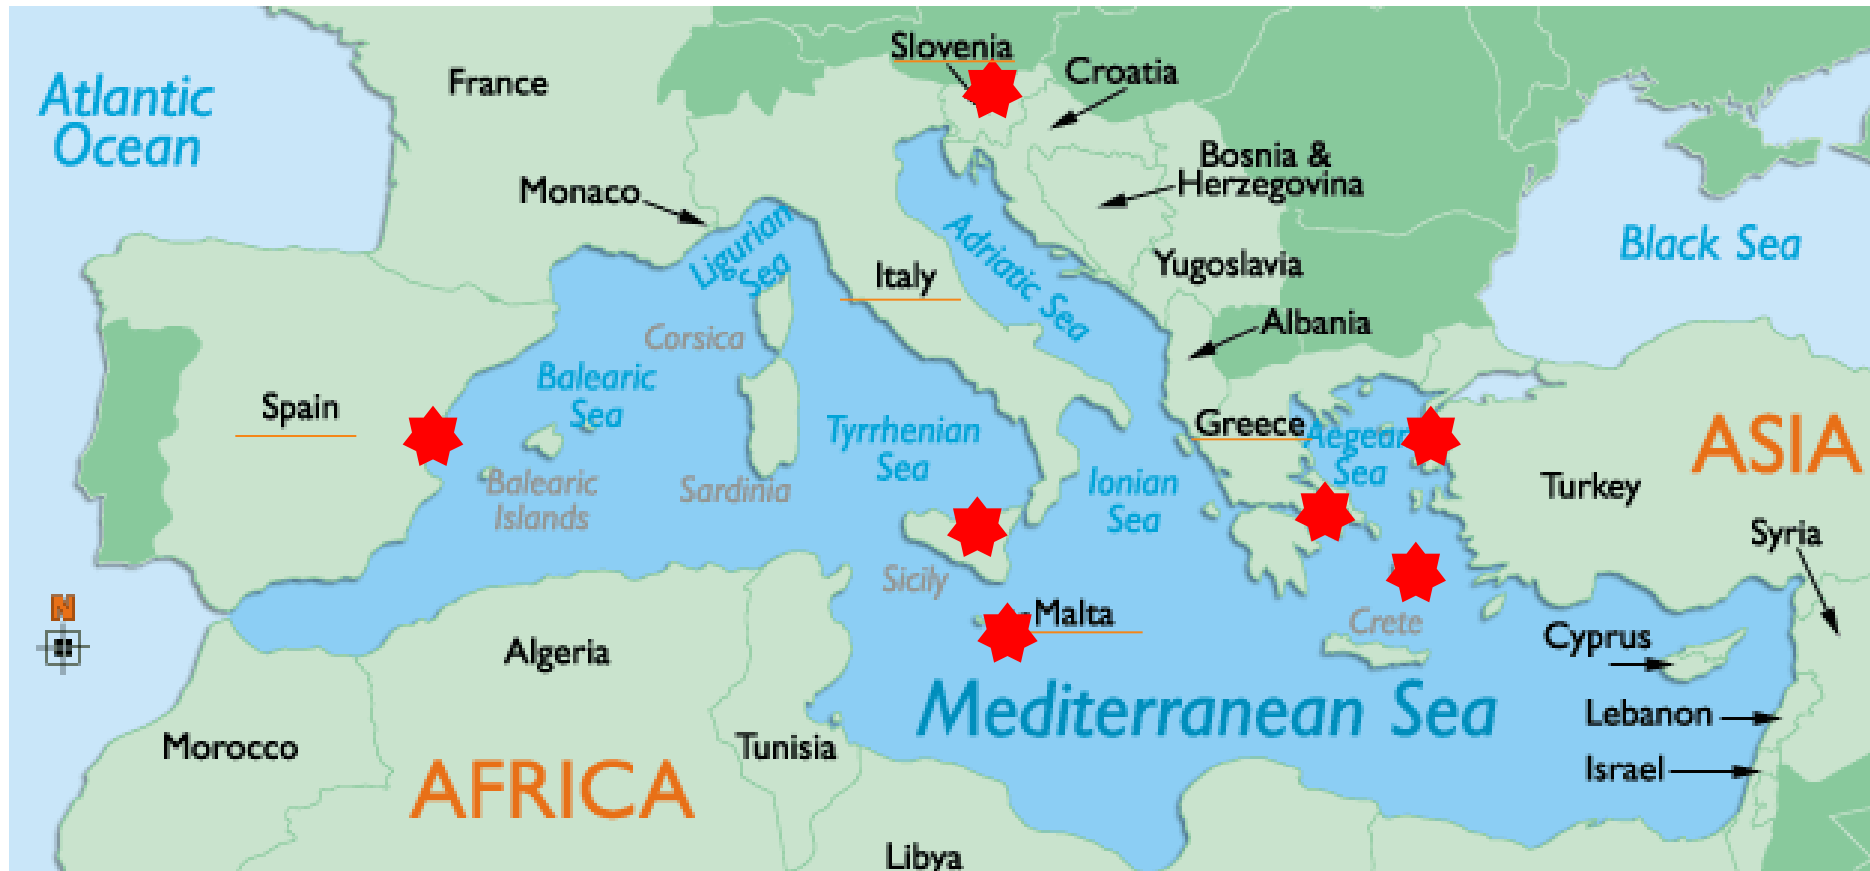 Slovenia
Croatia
France
Atlantic
Ocean
Bosnia &
Herzegovina
Monaco
Ligurian
Sea
Adriatic Sea
Black Sea
Italy
Yugoslavia
Corsica
Albania
Balearic
Sea
Spain
Tyrrhenian
Sea
Greece
Aegean
Sea
ASIA
Balearic
Islands
Sardinia
Ionian
Sea
Turkey
Syria
Sicily
N
Malta
Crete
Cyprus
Algeria
Mediterranean Sea
Lebanon
Morocco
Tunisia
Israel
AFRICA
Libya